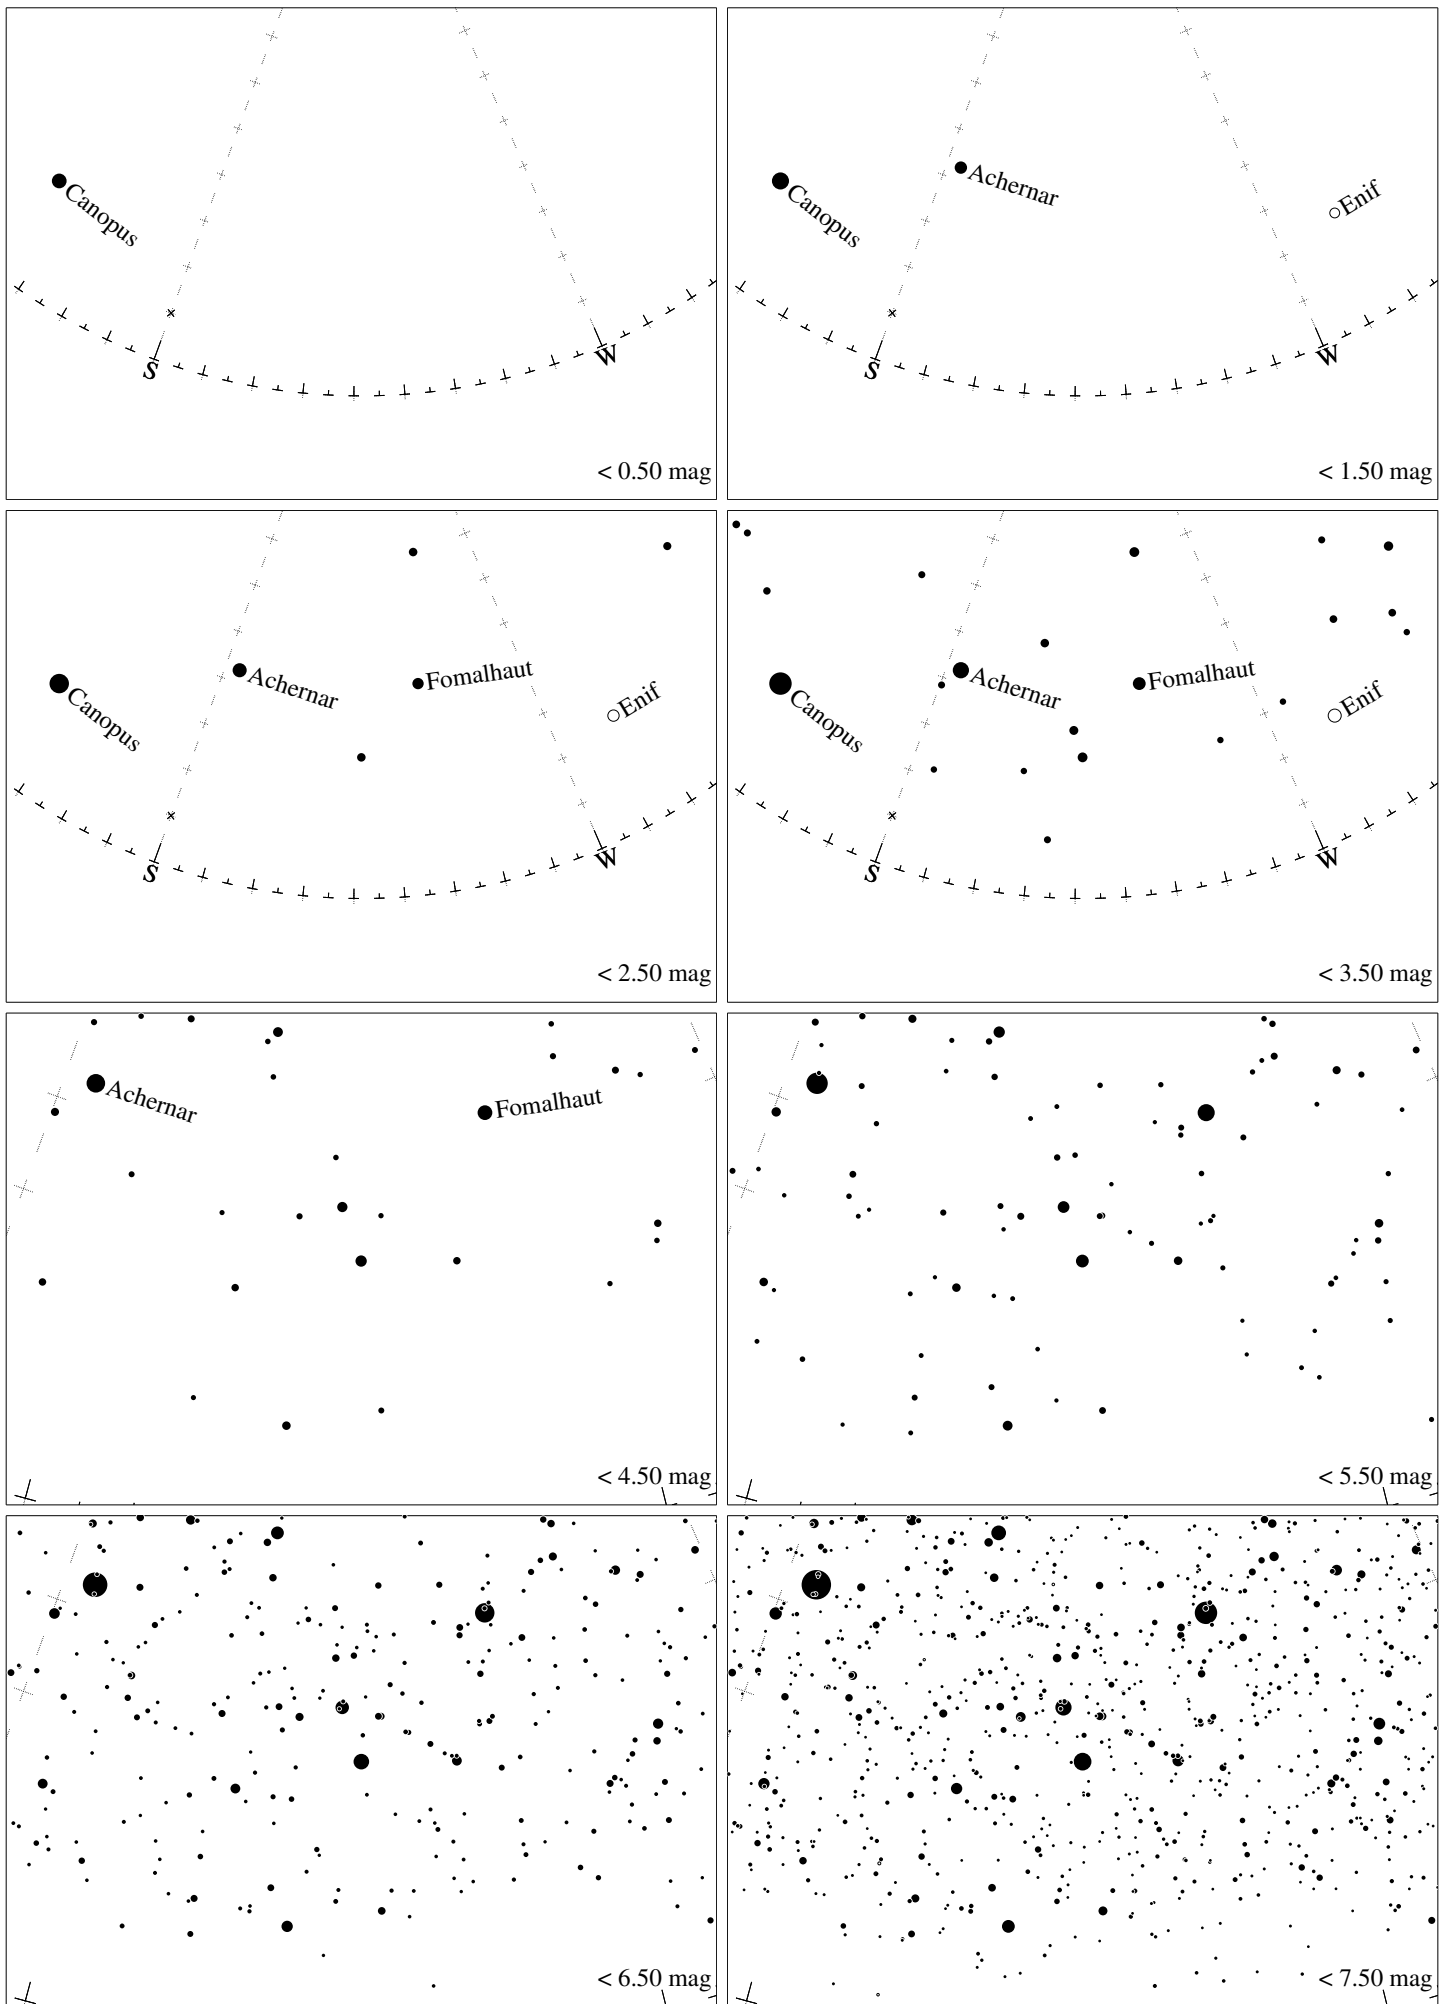 Canopus
S
W
< 0.50 mag
Achernar
Enif
Canopus
S
W
< 1.50 mag
Achernar
Fomalhaut
Canopus
Enif
S
W
< 2.50 mag
Achernar
Fomalhaut
Canopus
Enif
S
W
< 3.50 mag
Achernar
Fomalhaut
< 4.50 mag
< 5.50 mag
< 6.50 mag
< 7.50 mag